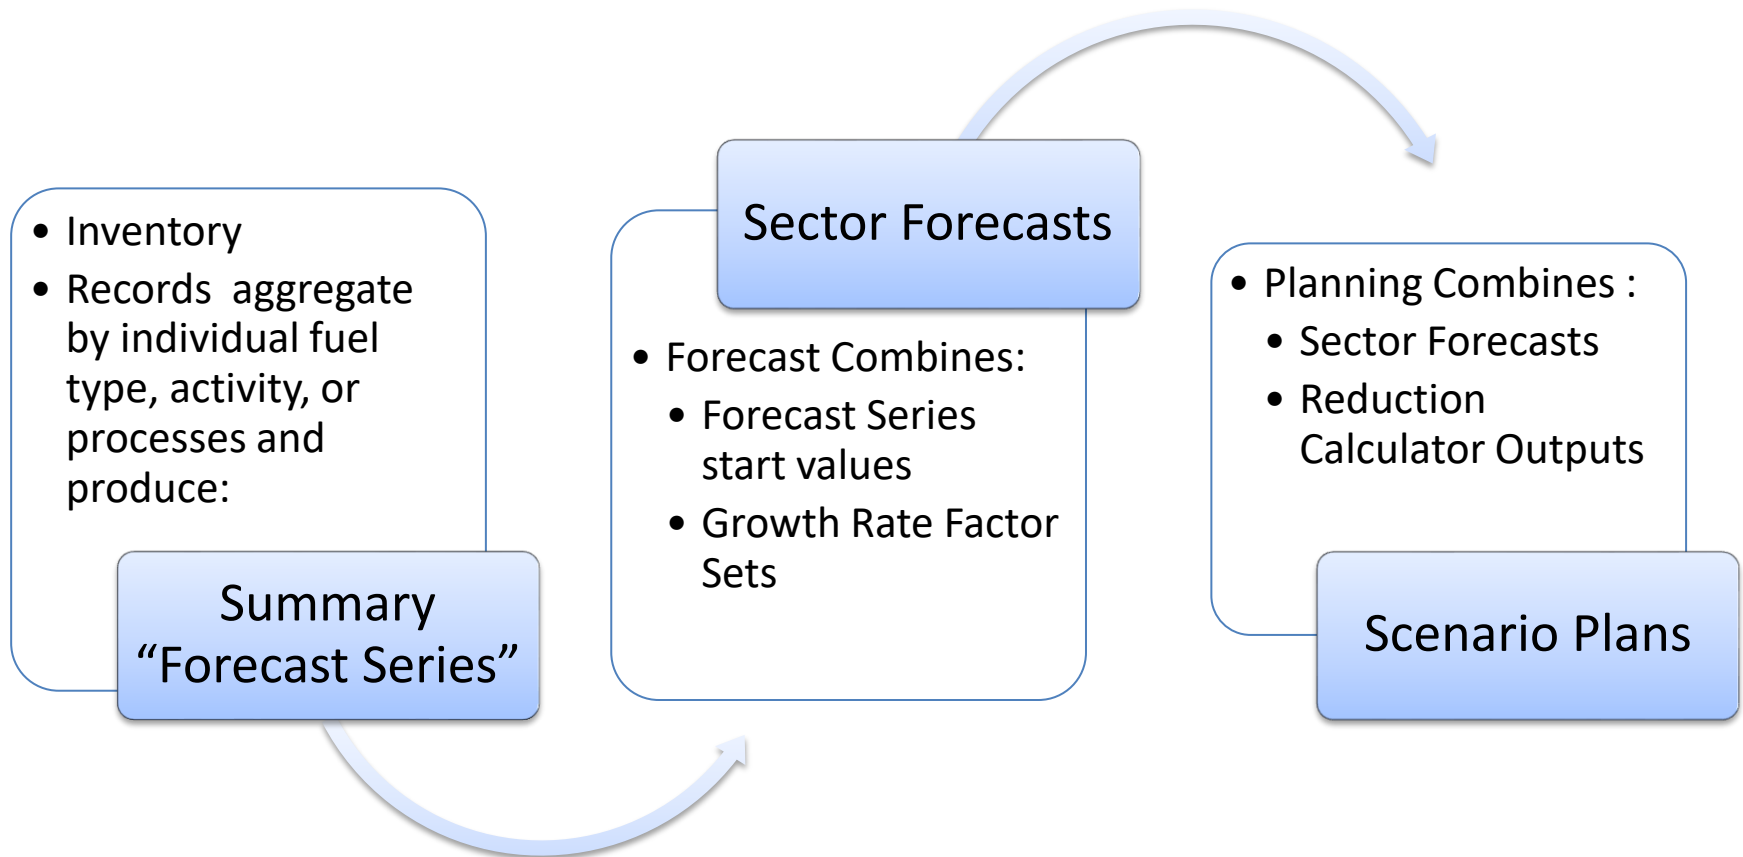 • Inventory
• Records  aggregate
by individual fuel
type, activity, or
processes and
produce:
Summary
“Forecast Series”
Sector Forecasts
• Forecast Combines:
• Forecast Series
start values
• Growth Rate Factor
Sets
• Planning Combines :
• Sector Forecasts
• Reduction
Calculator Outputs
Scenario Plans